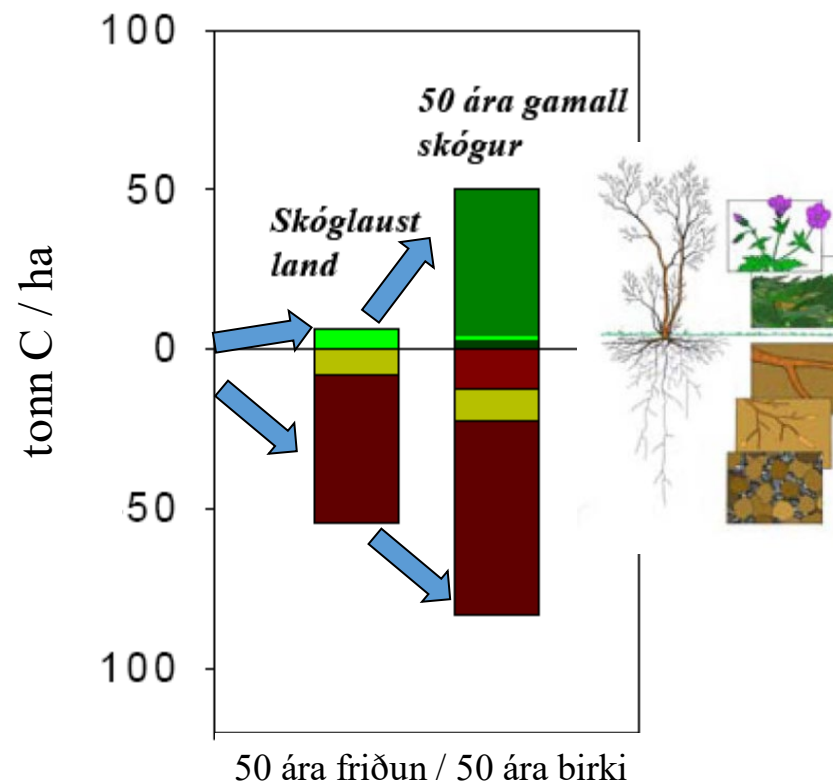 100
50 ára gamall
skógur
50
Skóglaust
land
tonn C / ha
0
50
100
50 ára friðun / 50 ára birki